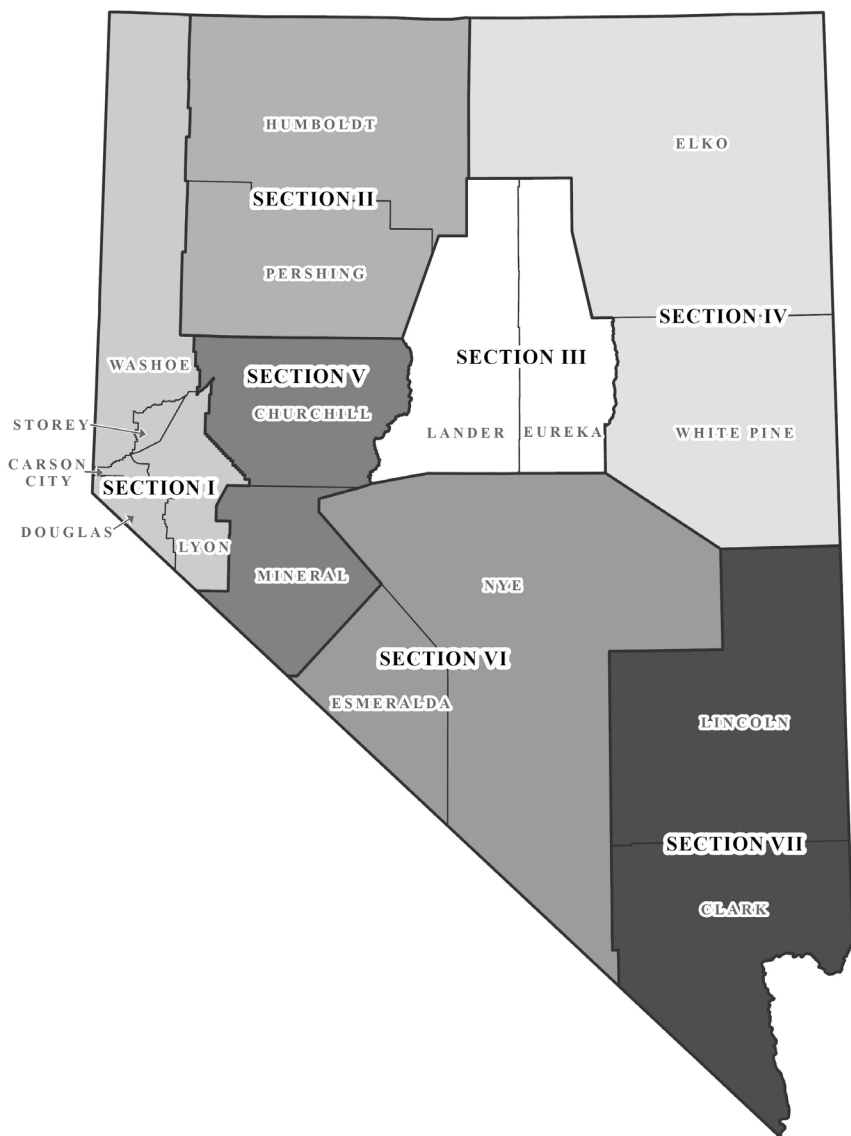 HUMBOLDT
ELKO
SECTION II
PERSHING
SECTION IV
SECTION III
WASHOE
SECTION V
CHURCHILL
STOREY
LANDER
EUREKA
WHITE PINE
CARSON
CITY
SECTION I
DOUGLAS
LYON
MINERAL
NYE
SECTION VI
ESMERALDA
LINCOLN
SECTION VII
CLARK